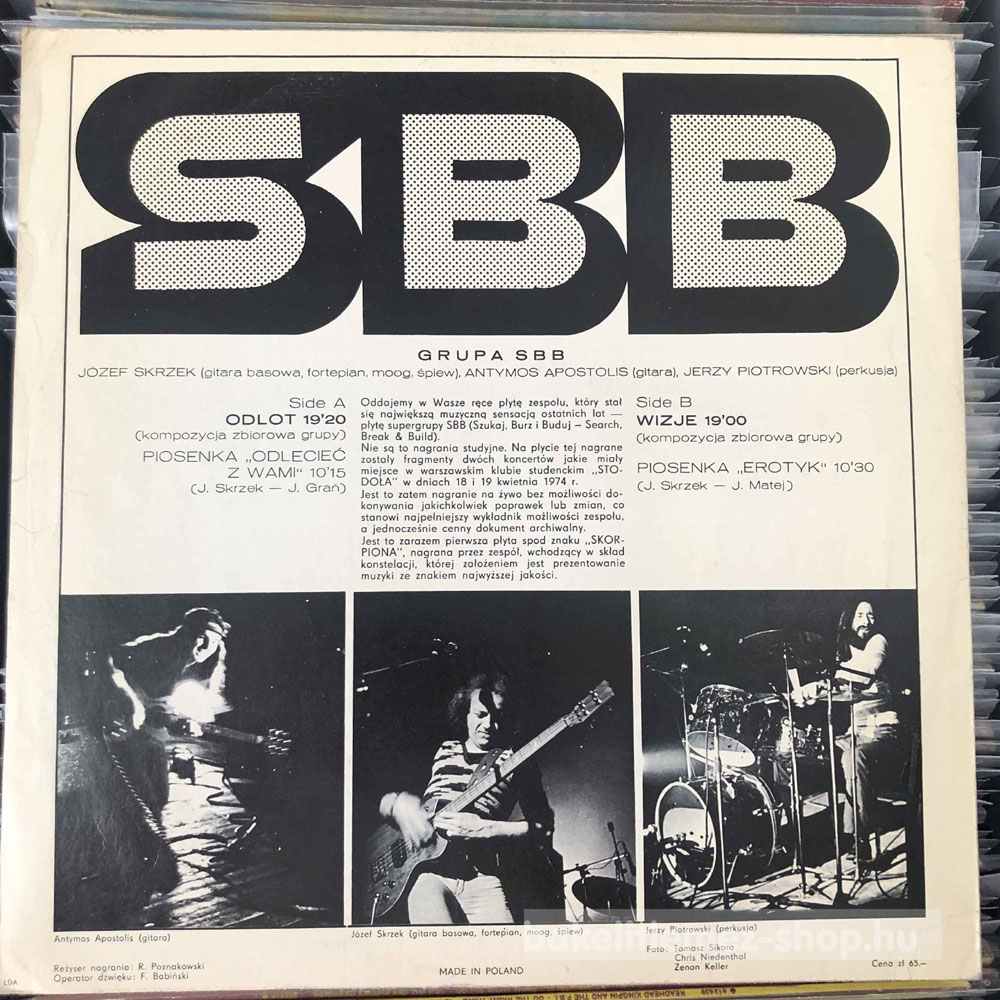 SBB
GRUPA SBB
JÓZEF SKRZEK (gitara basowa, fortepian, moog, śpiew), ANTYMOS APOSTOLIS (gitara), JERZY PIOTROWSKI (perkusja)
Side A
ODLOT 19'20
(kompozycja zbiorowa grupy)
PIOSENKA „ODLECIEĆ
Z WAMI" 10'15
(J. Skrzek — J. Grań)
Oddajemy w Wasze ręce płytę zespołu, który stał
się największą muzyczną sensacją ostatnich lat —
płytę supergrupy SBB (Szukaj, Burz i Buduj – Search,
Break & Build).
Nie są to nagrania studyjne. Na płycie tej nagrane
zostały fragmenty dwóch koncertów jakie miały
miejsce w warszawskim klubie studenckim „STO-
DOŁA" w dniach 18 i 19 kwietnia 1974 r.
Jest to zatem nagranie na żywo bez możliwości do-
konywania jakichkolwiek poprawek lub zmian, co
stanowi najpełniejszy wykładnik możliwości zespołu,
a jednocześnie cenny dokument archiwalny.
Jest to zarazem pierwsza płyta spod znaku „SKOR-
PIONA", nagrana przez zespół, wchodzący w skład
konstelacji, której założeniem jest prezentowanie
muzyki ze znakiem najwyższej jakości.
Side B
WIZJE 19'00
(kompozycja zbiorowa grupy)
PIOSENKA „EROTYK" 10'30
(J. Skrzek — J. Matej)
Antymos Apostolis (gitara)
Józef Skrzek (gitara basowa, fortepian, moog, śpiew)
Jerzy Piotrowski (perkusja)
Foto: Tomasz Sikora
Chris Niedenthal
Zenon Keller
Reżyser nagrania: R. Poznakowski
Operator dźwięku: F. Babiński
MADE IN POLAND
Cena zł 65.—
LDA